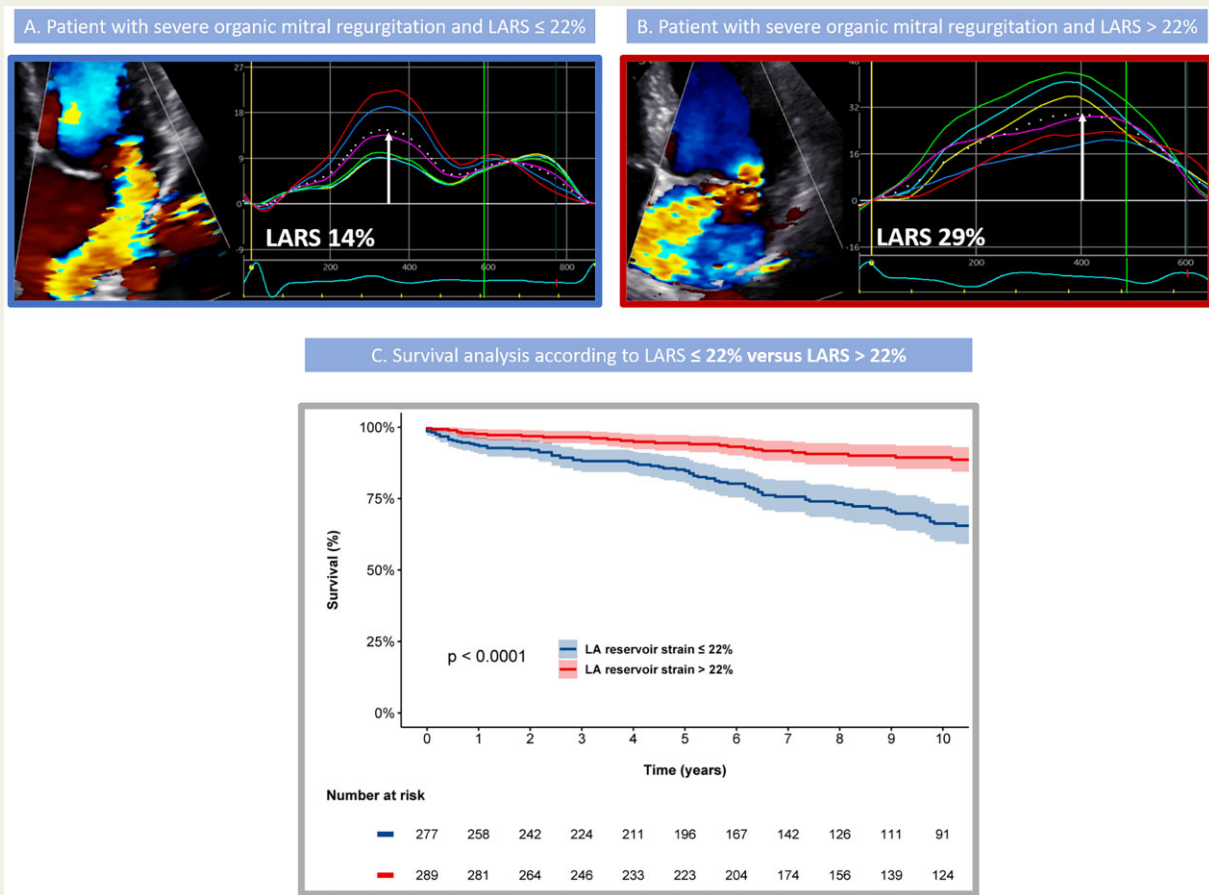 A. Patient with severe organic mitral regurgitation and LARS ≤ 22%
B. Patient with severe organic mitral regurgitation and LARS > 22%
27
18
9
0
-9
LARS 14%
0
200
400
600
800
48
32
16
0
-16
LARS 29%
0
200
400
600
C. Survival analysis according to LARS ≤ 22% versus LARS > 22%
100%
75%
50%
25%
0%
Survival (%)
p < 0.0001
LA reservoir strain ≤ 22%
LA reservoir strain > 22%
0 1 2 3 4 5 6 7 8 9 10
Time (years)
Number at risk
277 258 242 224 211 196 167 142 126 111 91
289 281 264 246 233 223 204 174 156 139 124